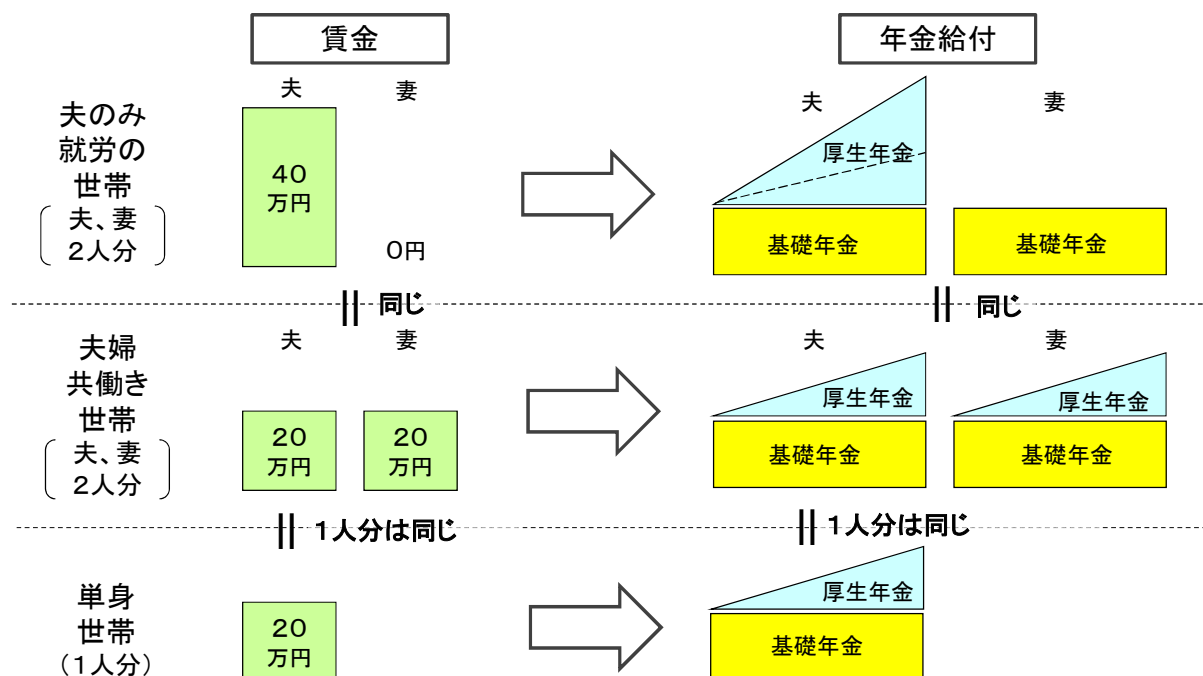 賃金
年金給付
夫のみ
就労の
世帯
夫、妻
2人分
夫
妻
40
万円
0円
夫
妻
厚生年金
基礎年金
基礎年金
同じ
同じ
夫婦
共働き
世帯
夫、妻
2人分
夫
妻
20
万円
20
万円
夫
妻
厚生年金
厚生年金
基礎年金
基礎年金
1人分は同じ
1人分は同じ
単身
世帯
(1人分)
20
万円
厚生年金
基礎年金